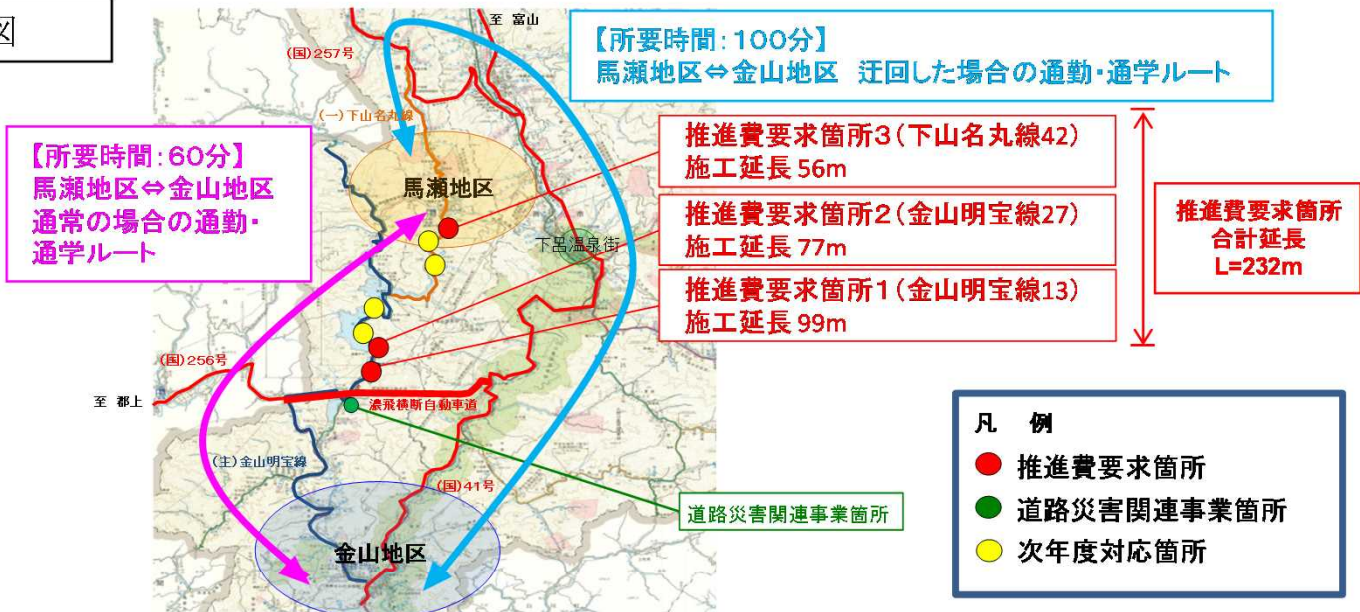 図
至 富山
(国)257号
【所要時間：100分】
馬瀬地区⇔金山地区 迂回した場合の通勤・通学ルート
(一)下山名丸線
【所要時間：60分】
馬瀬地区⇔金山地区
通常の場合の通勤・
通学ルート
馬瀬地区
推進費要求箇所3(下山名丸線42)
施工延長 56m
推進費要求箇所2(金山明宝線27)
施工延長 77m
推進費要求箇所1(金山明宝線13)
施工延長 99m
推進費要求箇所
合計延長
L=232m
下呂温泉街
(国)256号
至 郡上
濃飛横断自動車道
(主)金山明宝線
(国)41号
道路災害関連事業箇所
金山地区
凡 例
推進費要求箇所
道路災害関連事業箇所
次年度対応箇所